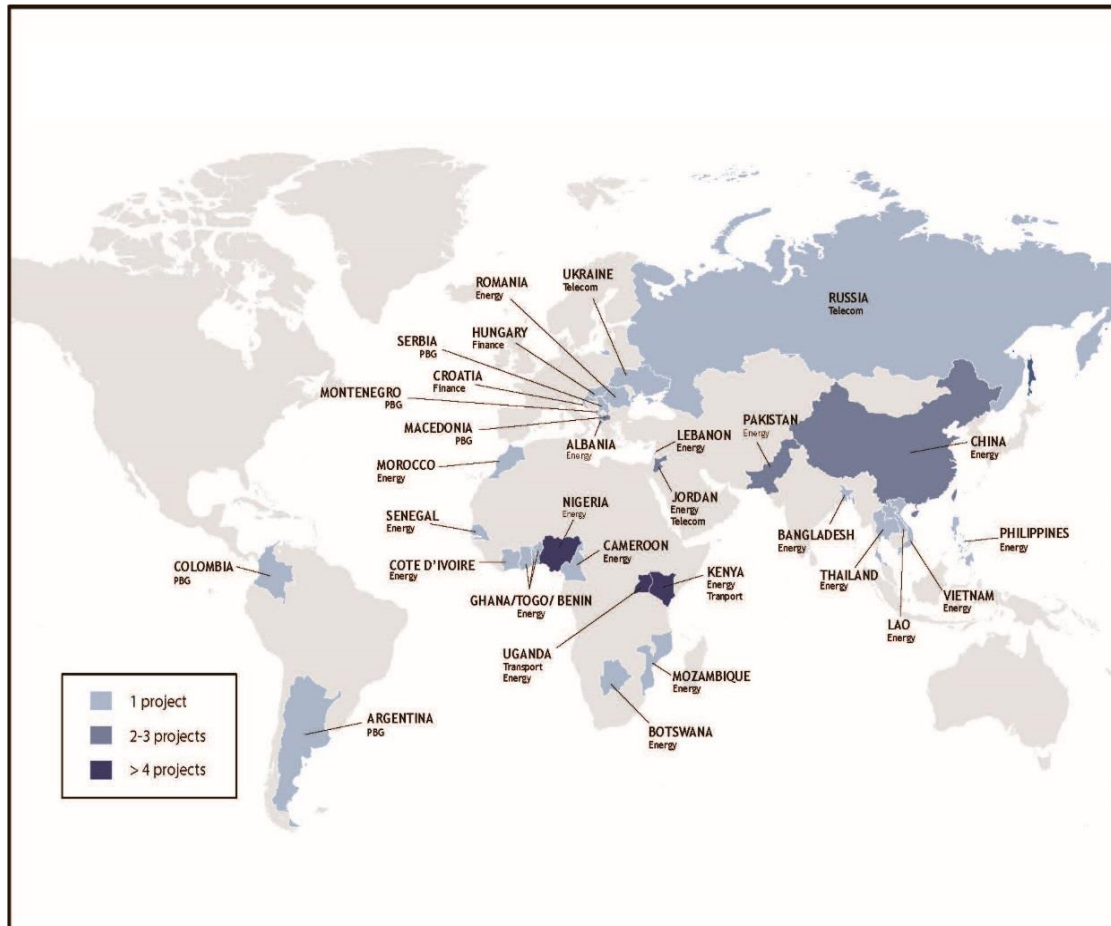 ROMANIA
Energy
UKRAINE
Telecom
RUSSIA
Telecom
HUNGARY
Finance
SERBIA
PBG
CROATIA
Finance
MONTENEGRO
PBG
MACEDONIA
PBG
ALBANIA
Energy
LEBANON
Energy
PAKISTAN
Energy
CHINA
Energy
MOROCCO
Energy
JORDAN
Energy
Telecom
NIGERIA
Energy
SENEGAL
Energy
BANGLADESH
Energy
PHILIPPINES
Energy
COTE D'IVOIRE
Energy
CAMEROON
Energy
COLOMBIA
PBG
KENYA
Energy
Tranport
THAILAND
Energy
VIETNAM
Energy
GHANA/TOGO/ BENIN
Energy
LAO
Energy
UGANDA
Transport
Energy
MOZAMBIQUE
Energy
BOTSWANA
Energy
ARGENTINA
PBG
1 project
2-3 projects
> 4 projects